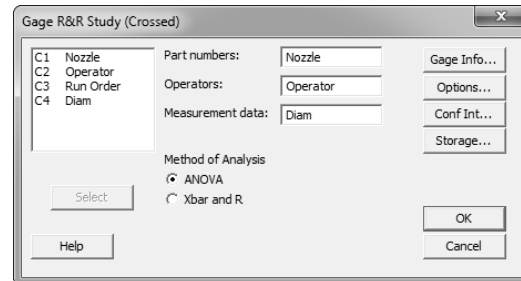 Gage R&R Study (Crossed)
C1 Nozzle
C2 Operator
C3 Run Order
C4 Diam
Part numbers: Nozzle
Operators: Operator
Measurement data: Diam
Method of Analysis
ANOVA
Xbar and R
Select
Help
Gage Info...
Options...
Conf Int...
Storage...
OK
Cancel